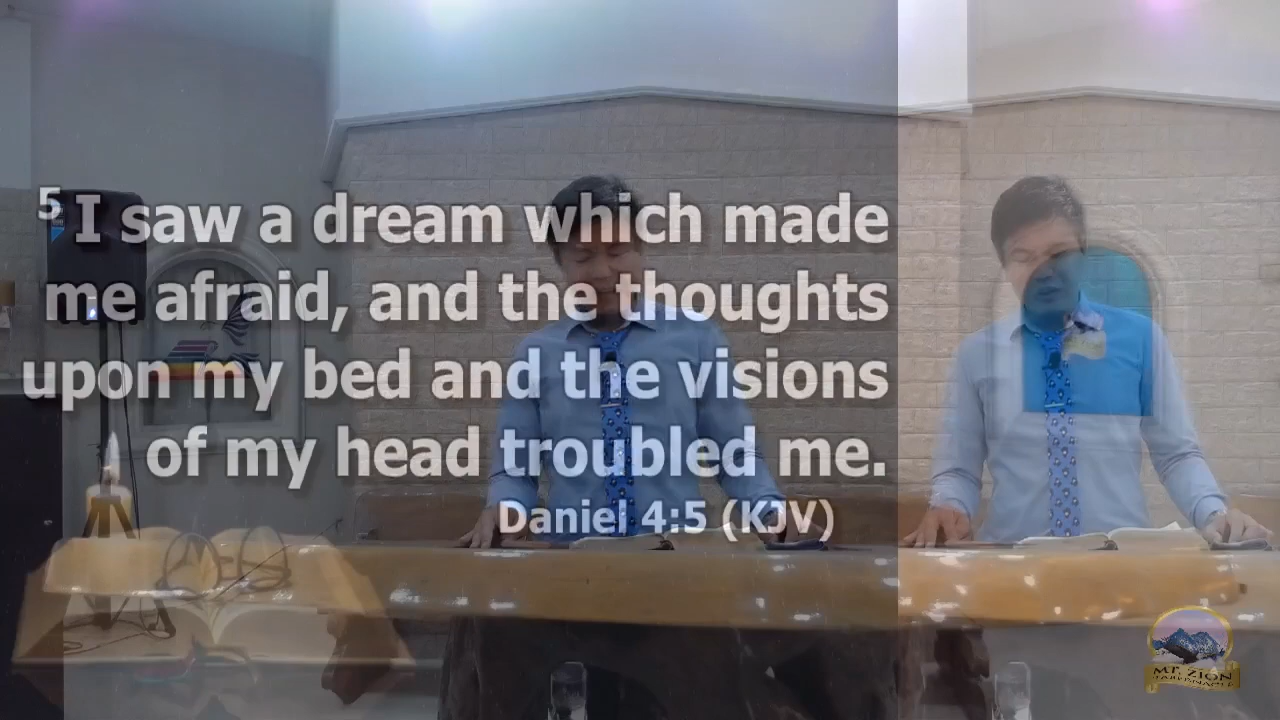 5 I saw a dream which made
me afraid, and the thoughts
upon my bed and the visions
of my head troubled me.
Daniel 4:5 (KJV)
MT. ZION
TABERNACLE